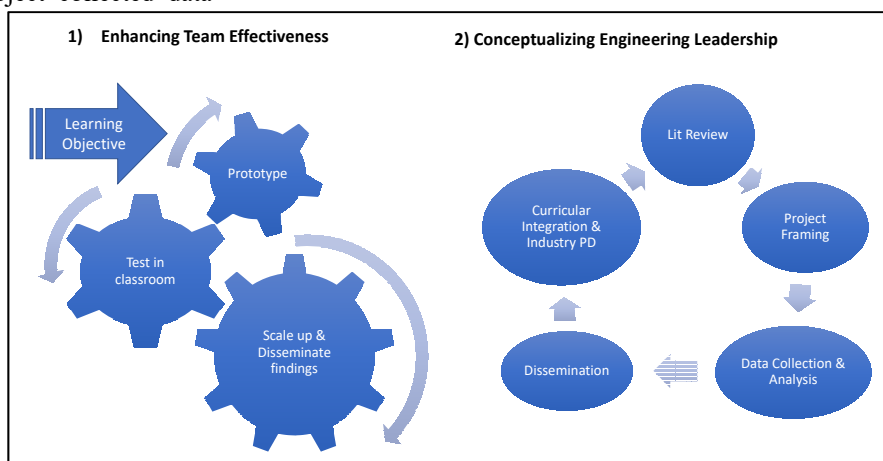 1) Enhancing Team Effectiveness
2) Conceptualizing Engineering Leadership
Learning
Objective
Prototype
Test in
classroom
Scale up &
Disseminate
findings
Lit Review
Project
Framing
Data Collection &
Analysis
Dissemination
Curricular
Integration &
Industry PD